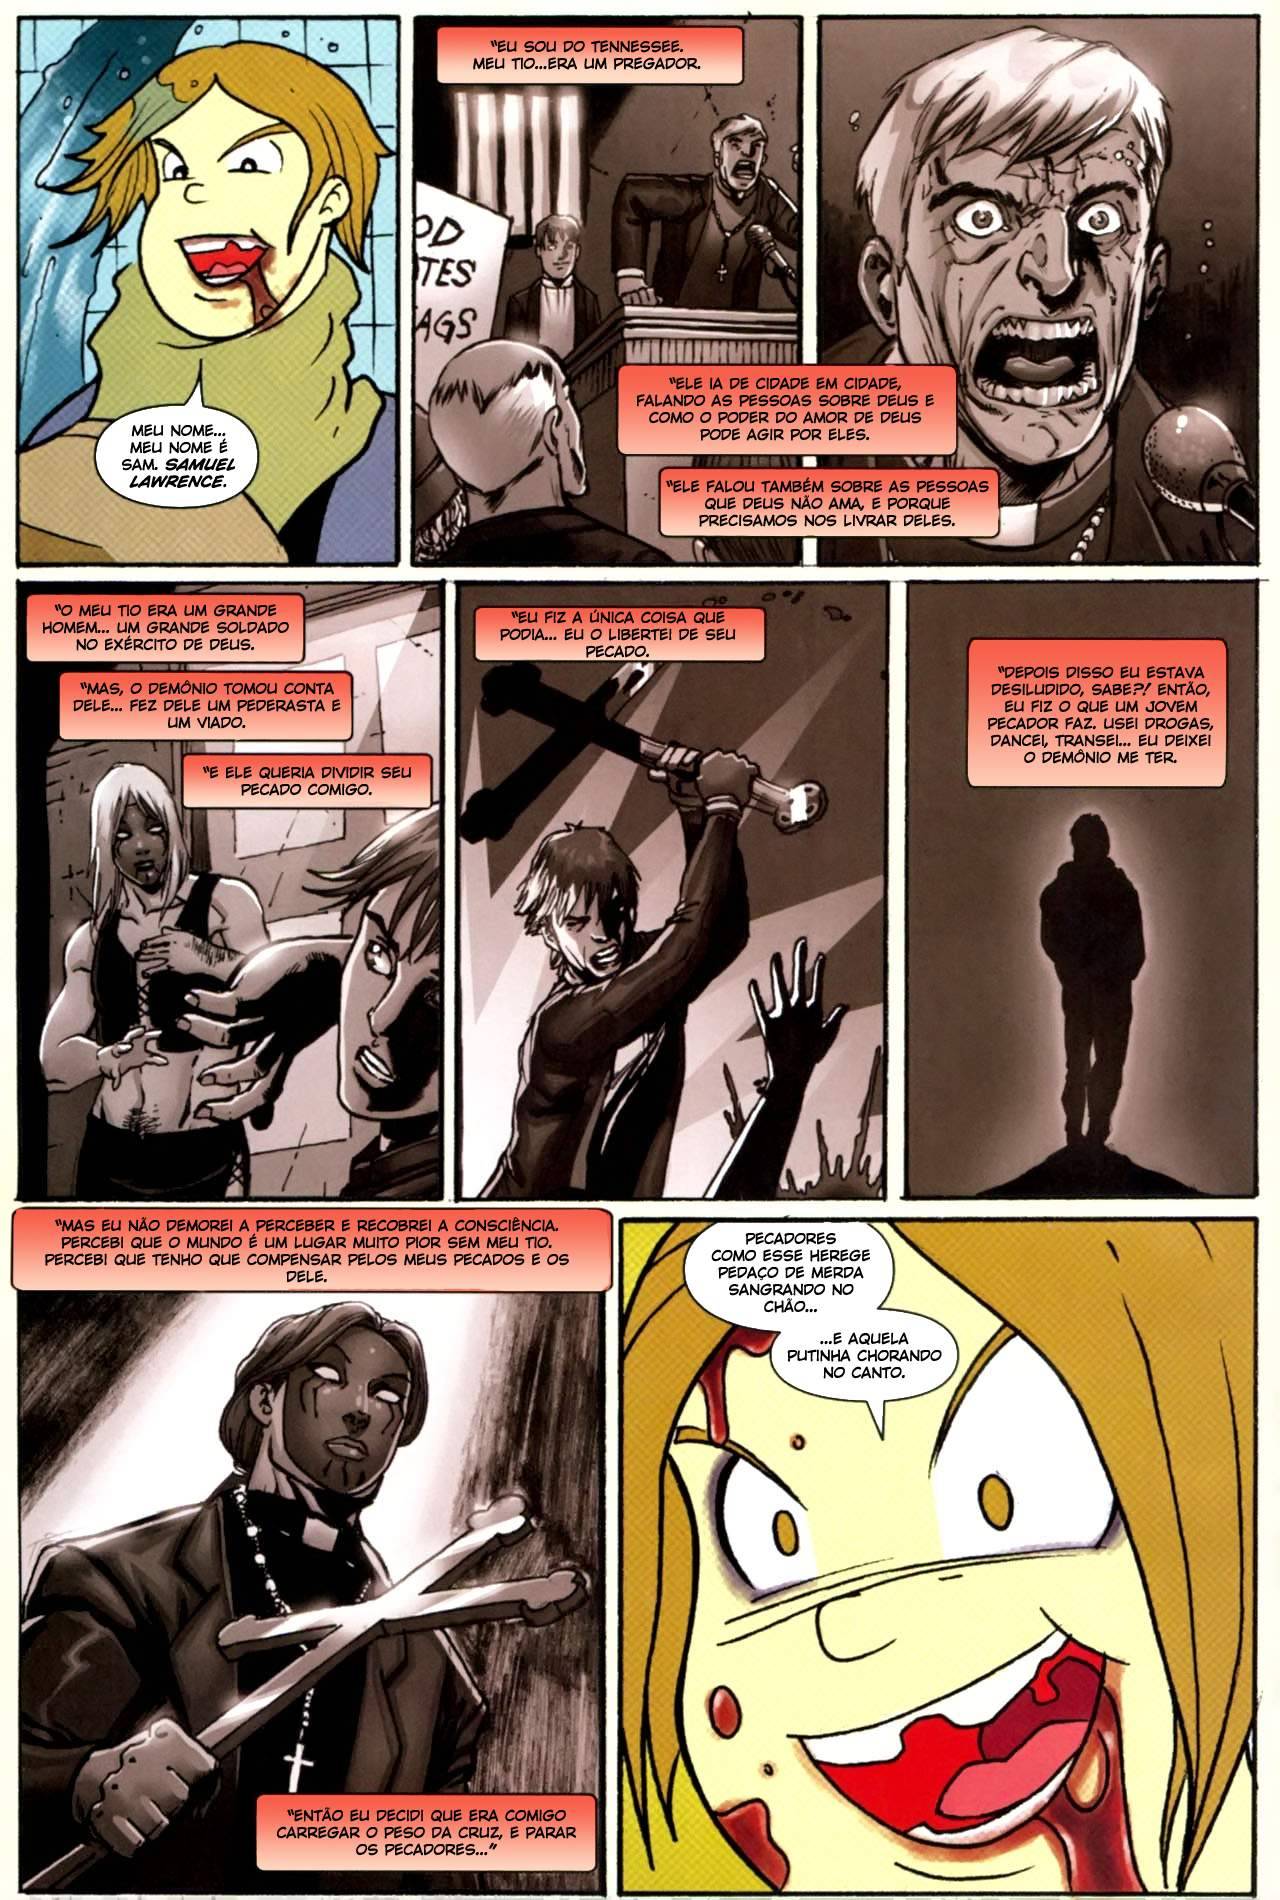 MEU NOME...
MEU NOME É
SAM. SAMUEL
LAWRENCE.
"EU SOU DO TENNESSEE.
MEU TIO...ERA UM PREGADOR.
OD
TES
AGS
"ELE IA DE CIDADE EM CIDADE,
FALANDO AS PESSOAS SOBRE DEUS E
COMO O PODER DO AMOR DE DEUS
PODE AGIR POR ELES.
"ELE FALOU TAMBÉM SOBRE AS PESSOAS
QUE DEUS NÃO AMA, E PORQUE
PRECISAMOS NOS LIVRAR DELES.
"O MEU TIO ERA UM GRANDE
HOMEM... UM GRANDE SOLDADO
NO EXÉRCITO DE DEUS.
"MAS, O DEMÔNIO TOMOU CONTA
DELE... FEZ DELE UM PEDERASTA E
UM VIADO.
"E ELE QUERIA DIVIDIR SEU
PECADO COMIGO.
"EU FIZ A ÚNICA COISA QUE
PODIA... EU O LIBERTEI DE SEU
PECADO.
"DEPOIS DISSO EU ESTAVA
DESILUDIDO, SABE?! ENTÃO,
EU FIZ O QUE UM JOVEM
PECADOR FAZ. USEI DROGAS,
DANCEI, TRANSEI... EU DEIXEI
O DEMÔNIO ME TER.
"MAS EU NÃO DEMOREI A PERCEBER E RECOBREI A CONSCIÊNCIA.
PERCEBI QUE O MUNDO É UM LUGAR MUITO PIOR SEM MEU TIO.
PERCEBI QUE TENHO QUE COMPENSAR PELOS MEUS PECADOS E OS
DELE.
"ENTÃO EU DECIDI QUE ERA COMIGO
CARREGAR O PESO DA CRUZ, E PARAR
OS PECADORES..."
PECADORES
COMO ESSE HEREGE
PEDAÇO DE MERDA
SANGRANDO NO
CHÃO...
...E AQUELA
PUTINHA CHORANDO
NO CANTO.